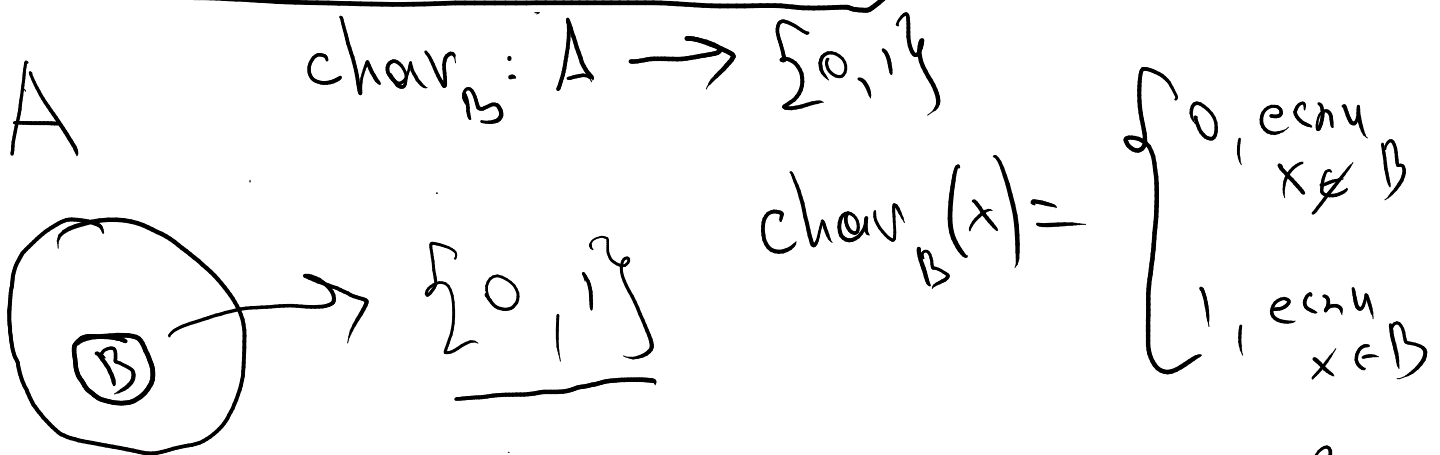 char_B : A → {0,1}
A
char_B(x) = { 0, если x ∉ B
1, если x ∈ B
B → {0,1}